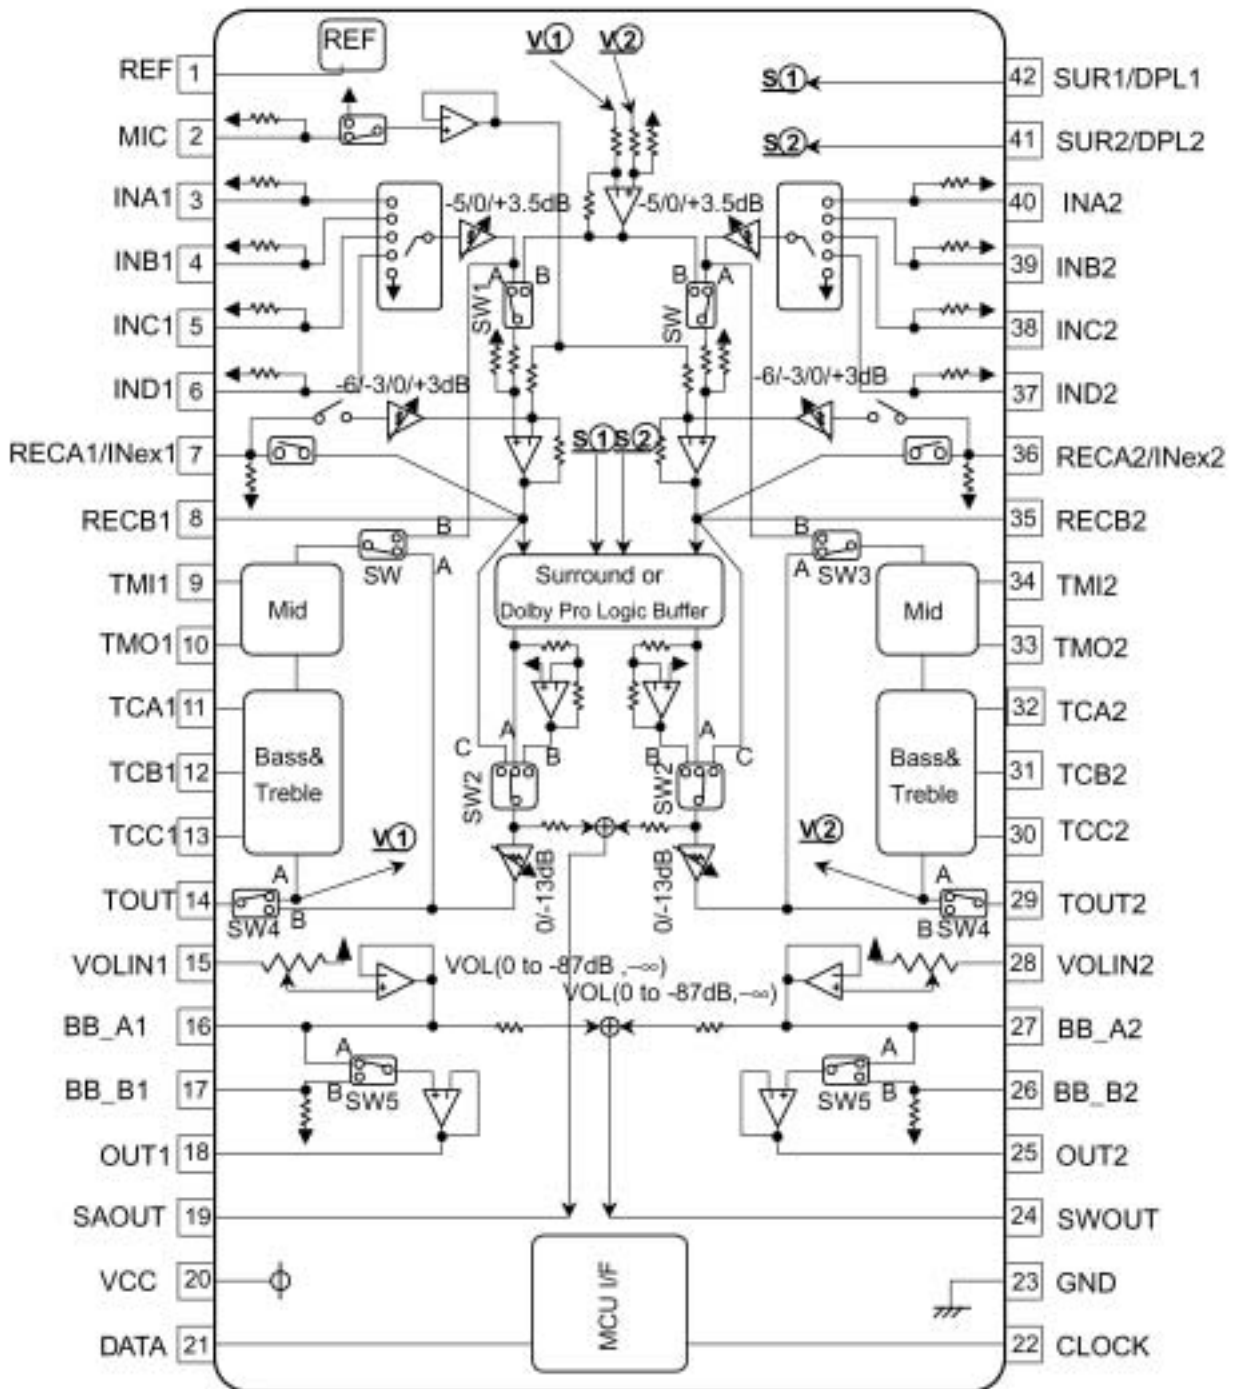 REF
V① V②
REF 1
42 SUR1/DPL1
S①
MIC 2
41 SUR2/DPL2
S②
INA1 3
-5/0/+3.5dB
-5/0/+3.5dB
40 INA2
INB1 4
A B
B A
39 INB2
SW1
SW
INC1 5
38 INC2
IND1 6
-6/-3/0/+3dB
-6/-3/0/+3dB
37 IND2
RECA1/INex1 7
S① S②
36 RECA2/INex2
RECB1 8
35 RECB2
B
A
SW
B
A
SW3
TMI1 9
Mid
Surround or
Dolby Pro Logic Buffer
Mid
34 TMI2
TMO1 10
33 TMO2
TCA1 11
32 TCA2
Bass&
Treble
C A B
B A C
Bass&
Treble
TCB1 12
31 TCB2
SW2
SW2
TCC1 13
V①
V②
30 TCC2
0/-13dB
0/-13dB
TOUT 14
A
B
SW4
A
B SW4
29 TOUT2
VOLIN1 15
VOL(0 to -87dB ,-∞)
VOL(0 to -87dB,-∞)
28 VOLIN2
BB_A1 16
27 BB_A2
A
B
SW5
A
B
SW5
BB_B1 17
26 BB_B2
OUT1 18
25 OUT2
SAOUT 19
24 SWOUT
VCC 20
MCU I/F
23 GND
DATA 21
22 CLOCK